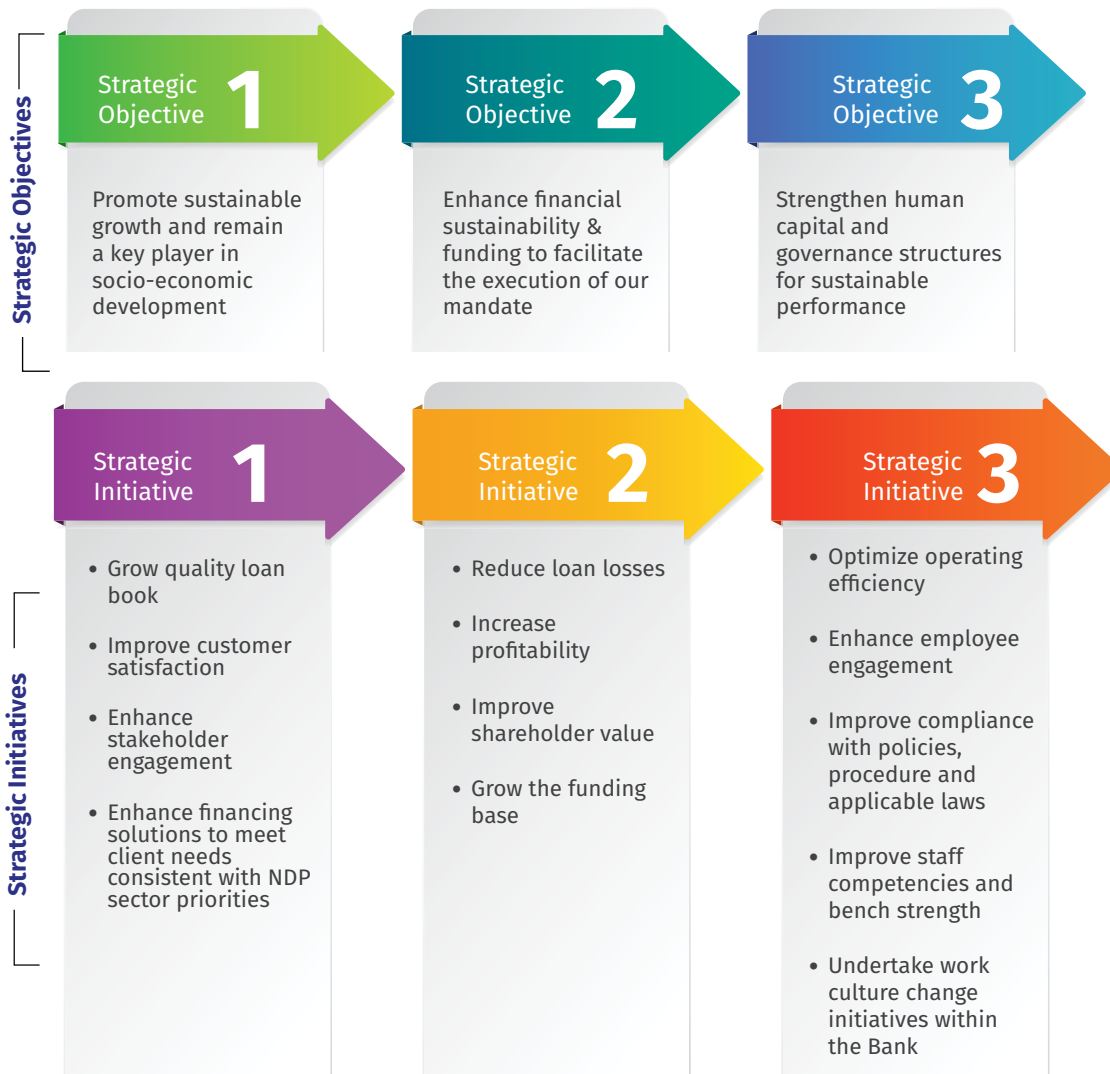 Strategic Objectives
Strategic
Objective
1
Promote sustainable
growth and remain
a key player in
socio-economic
development
Strategic
Objective
2
Enhance financial
sustainability &
funding to facilitate
the execution of our
mandate
Strategic
Objective
3
Strengthen human
capital and
governance structures
for sustainable
performance
Strategic Initiatives
Strategic
Initiative
1
• Grow quality loan
book
• Improve customer
satisfaction
• Enhance
stakeholder
engagement
• Enhance financing
solutions to meet
client needs
consistent with NDP
sector priorities
Strategic
Initiative
2
• Reduce loan losses
• Increase
profitability
• Improve
shareholder value
• Grow the funding
base
Strategic
Initiative
3
• Optimize operating
efficiency
• Enhance employee
engagement
• Improve compliance
with policies,
procedure and
applicable laws
• Improve staff
competencies and
bench strength
• Undertake work
culture change
initiatives within
the Bank